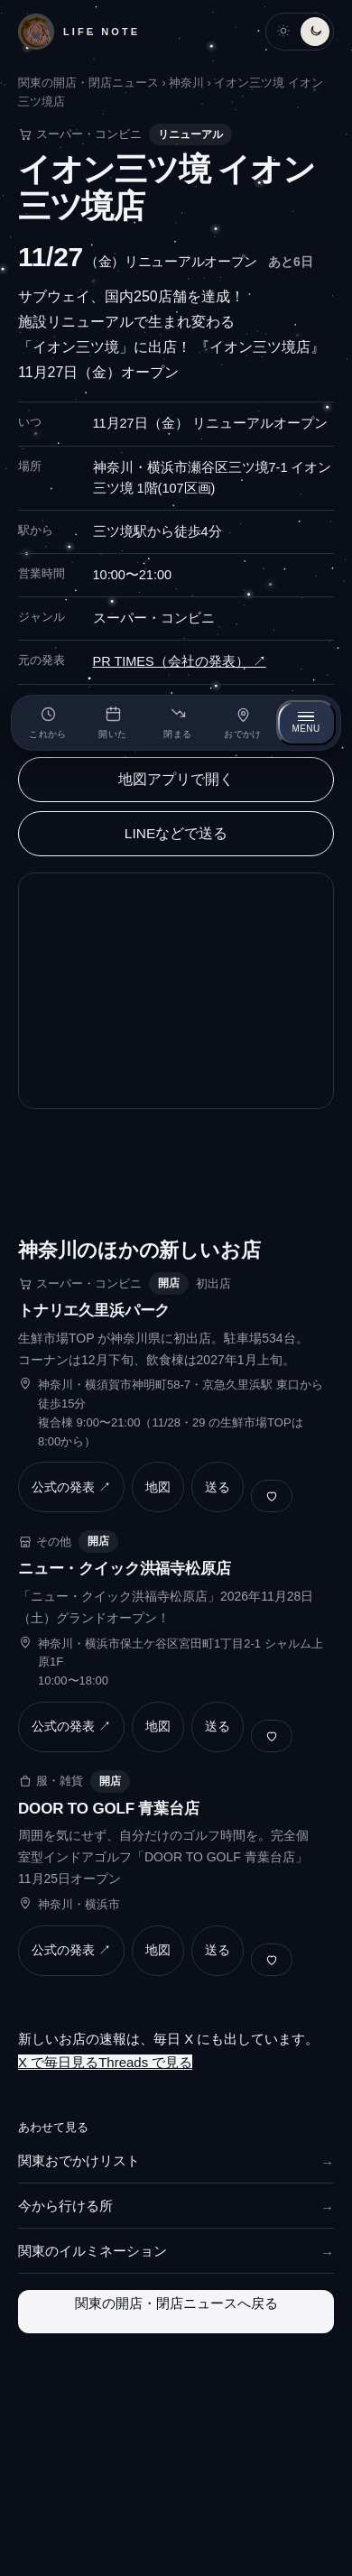 LIFE NOTE
関東の開店・閉店ニュース › 神奈川 › イオン三ツ境 イオン
三ツ境店
スーパー・コンビニ リニューアル
イオン三ツ境 イオン
三ツ境店
11/27（金）リニューアルオープン あと6日
サブウェイ、国内250店舗を達成！
施設リニューアルで生まれ変わる
「イオン三ツ境」に出店！『イオン三ツ境店』
11月27日（金）オープン
いつ 11月27日（金） リニューアルオープン
場所 神奈川・横浜市瀬谷区三ツ境7-1 イオン
三ツ境 1階(107区画)
駅から 三ツ境駅から徒歩4分
営業時間 10:00〜21:00
ジャンル スーパー・コンビニ
元の発表 PR TIMES（会社の発表）↗
これから 開いた 閉まる おでかけ MENU
地図アプリで開く
LINEなどで送る
神奈川のほかの新しいお店
スーパー・コンビニ 開店 初出店
トナリエ久里浜パーク
生鮮市場TOP が神奈川県に初出店。駐車場534台。
コーナンは12月下旬、飲食棟は2027年1月上旬。
神奈川・横須賀市神明町58-7・京急久里浜駅 東口から
徒歩15分
複合棟 9:00〜21:00（11/28・29 の生鮮市場TOPは
8:00から）
公式の発表 ↗ 地図 送る
その他 開店
ニュー・クイック洪福寺松原店
「ニュー・クイック洪福寺松原店」2026年11月28日
（土）グランドオープン！
神奈川・横浜市保土ケ谷区宮田町1丁目2-1 シャルム上
原1F
10:00〜18:00
公式の発表 ↗ 地図 送る
服・雑貨 開店
DOOR TO GOLF 青葉台店
周囲を気にせず、自分だけのゴルフ時間を。完全個
室型インドアゴルフ「DOOR TO GOLF 青葉台店」
11月25日オープン
神奈川・横浜市
公式の発表 ↗ 地図 送る
新しいお店の速報は、毎日 X にも出しています。
X で毎日見るThreads で見る
あわせて見る
関東おでかけリスト →
今から行ける所 →
関東のイルミネーション →
関東の開店・閉店ニュースへ戻る